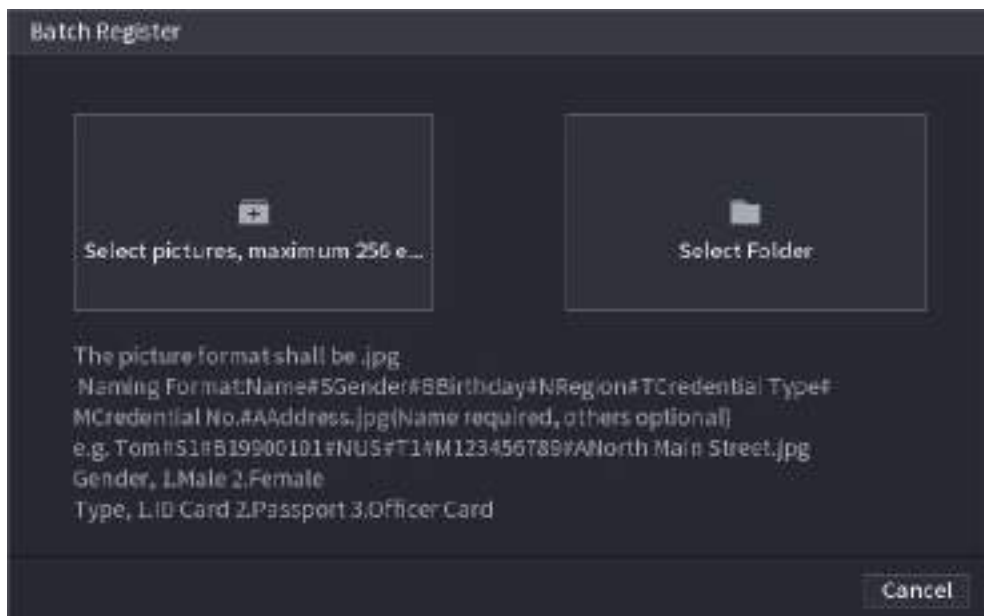 Batch Register
Select pictures, maximum 256 e...
Select Folder
The picture format shall be .jpg
Naming Format:Name#SGender#BBirthday#NRegion#TCredential Type#
MCredential No.#AAddress.jpg(Name required, others optional)
e.g. Tom#S1#B19900101#NUS#T1#M123456789#ANorth Main Street.jpg
Gender, 1.Male 2.Female
Type, 1.ID Card 2.Passport 3.Officer Card
Cancel